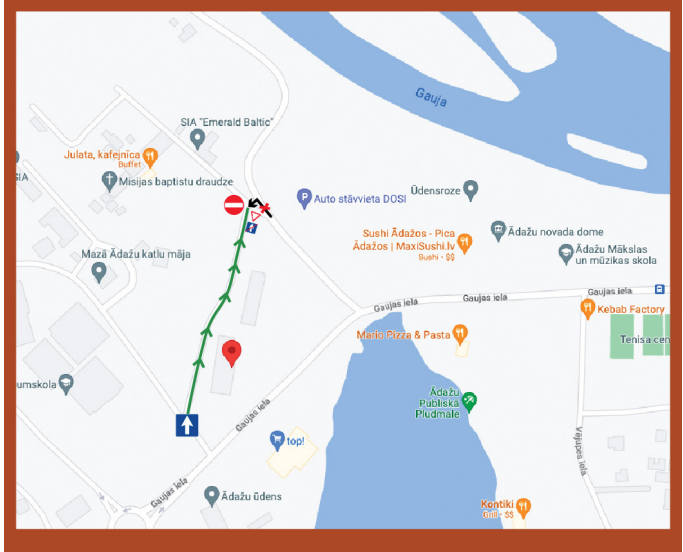 Gauja
SIA "Emerald Baltic"
Julata, kafejnīca
Buffet
SIA
Misijas baptistu draudze
P
Auto stāvvieta DOSI
Ūdensroze
Sushi Ādažos - Pica
Ādažos | MaxiSushi.lv
Sushi · $$
Ādažu novada dome
Ādažu Mākslas
un mūzikas skola
Mazā Ādažu katlu māja
Gaujas iela
Gaujas iela
Gaujas iela
Kebab Factory
Mario Pizza & Pasta
Tenisa cen
umskola
Ādažu
Publiskā
Pludmale
Gaujas iela
top!
Vējupes iela
Gaujas iela
Ādažu ūdens
Kontiki
Grill · $$